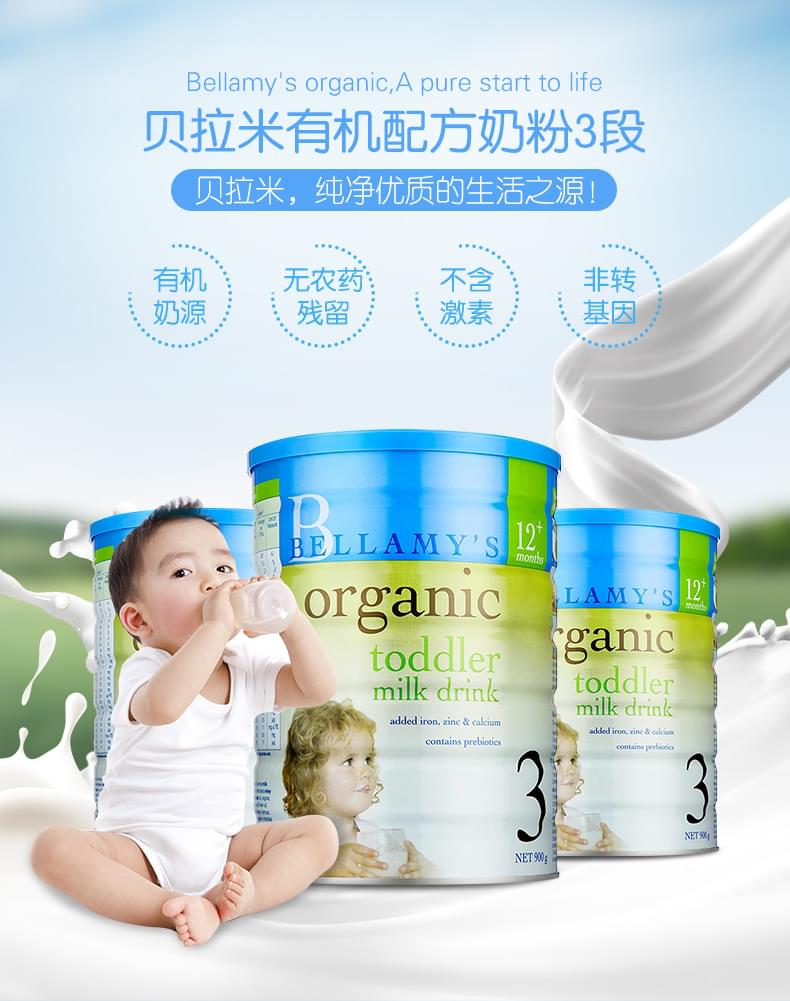 Bellamy's organic,A pure start to life
贝拉米有机配方奶粉3段
贝拉米，纯净优质的生活之源！
有机
奶源
无农药
残留
不含
激素
非转
基因
B
BELLAMY'S
12+
months
organic
toddler
milk drink
added iron, zinc & calcium
contains prebiotics
3
NET 900 g
LAMY'S
12+
months
rganic
toddler
milk drink
added iron, zinc & calcium
contains prebiotics
3
NET 900g